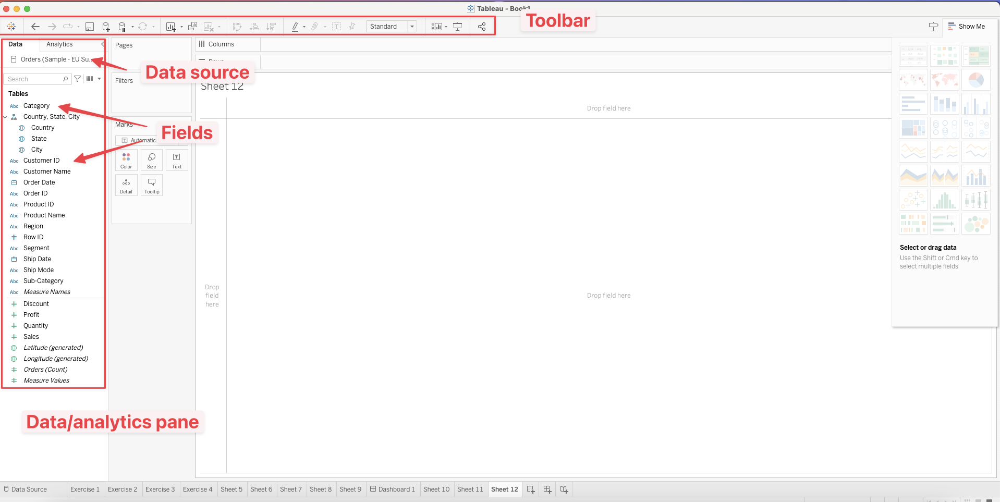 Tableau - Book1
Toolbar
Standard
Show Me
Data
Analytics
Pages
Columns
Orders (Sample - EU Su...
Rows
Data source
Search
Filters
Sheet 12
Tables
Abc Category
Country, State, City
Country
State
City
Abc Customer ID
Abc Customer Name
Order Date
Abc Order ID
Abc Product ID
Abc Product Name
Abc Region
Row ID
Abc Segment
Ship Date
Abc Ship Mode
Abc Sub-Category
Abc Measure Names
Discount
Profit
Quantity
Sales
Latitude (generated)
Longitude (generated)
Orders (Count)
Measure Values
Fields
Marks
T Automatic
Color
Size
T
Text
Detail
Tooltip
Drop field here
Drop
field
here
Drop field here
Select or drag data
Use the Shift or Cmd key to
select multiple fields
Data/analytics pane
Data Source
Exercise 1
Exercise 2
Exercise 3
Exercise 4
Sheet 5
Sheet 6
Sheet 7
Sheet 8
Sheet 9
Dashboard 1
Sheet 10
Sheet 11
Sheet 12